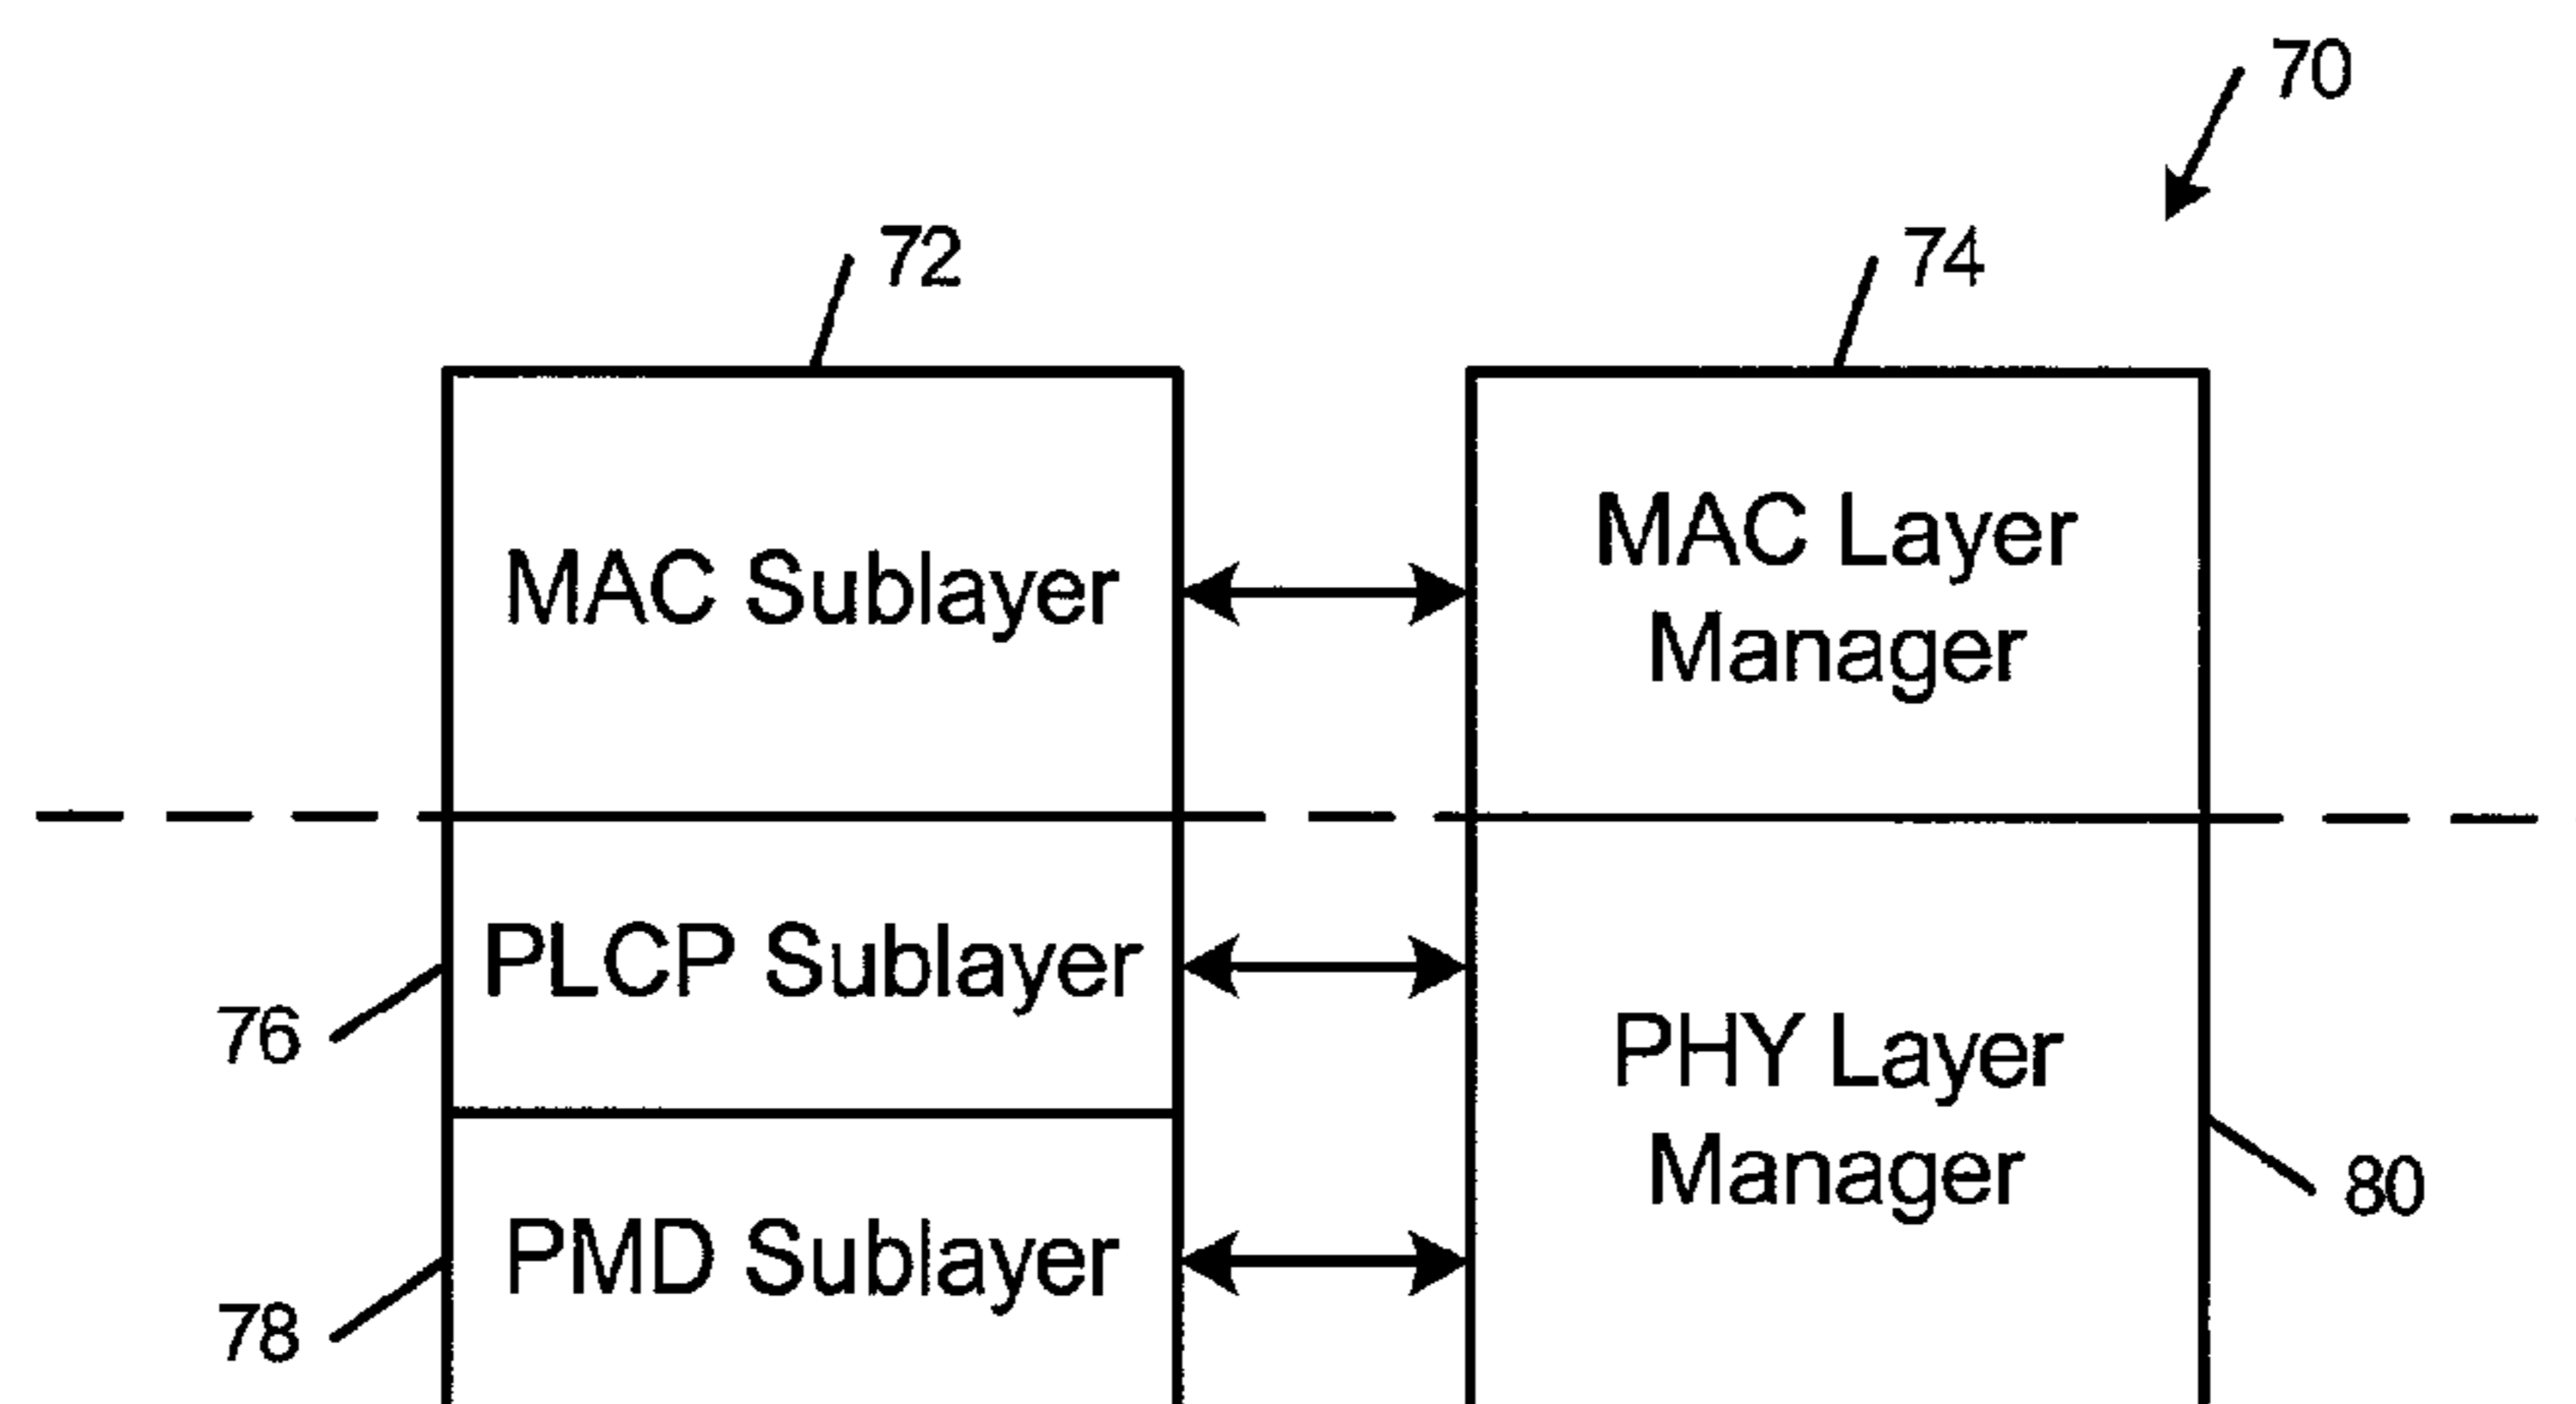 70
72
74
MAC Sublayer
MAC Layer
Manager
PLCP Sublayer
76
PHY Layer
Manager
80
PMD Sublayer
78